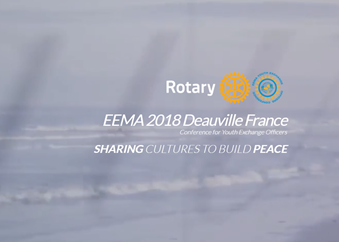 Rotary
EEMA 2018 Deauville France
Conference for Youth Exchange Officers
SHARING CULTURES TO BUILD PEACE